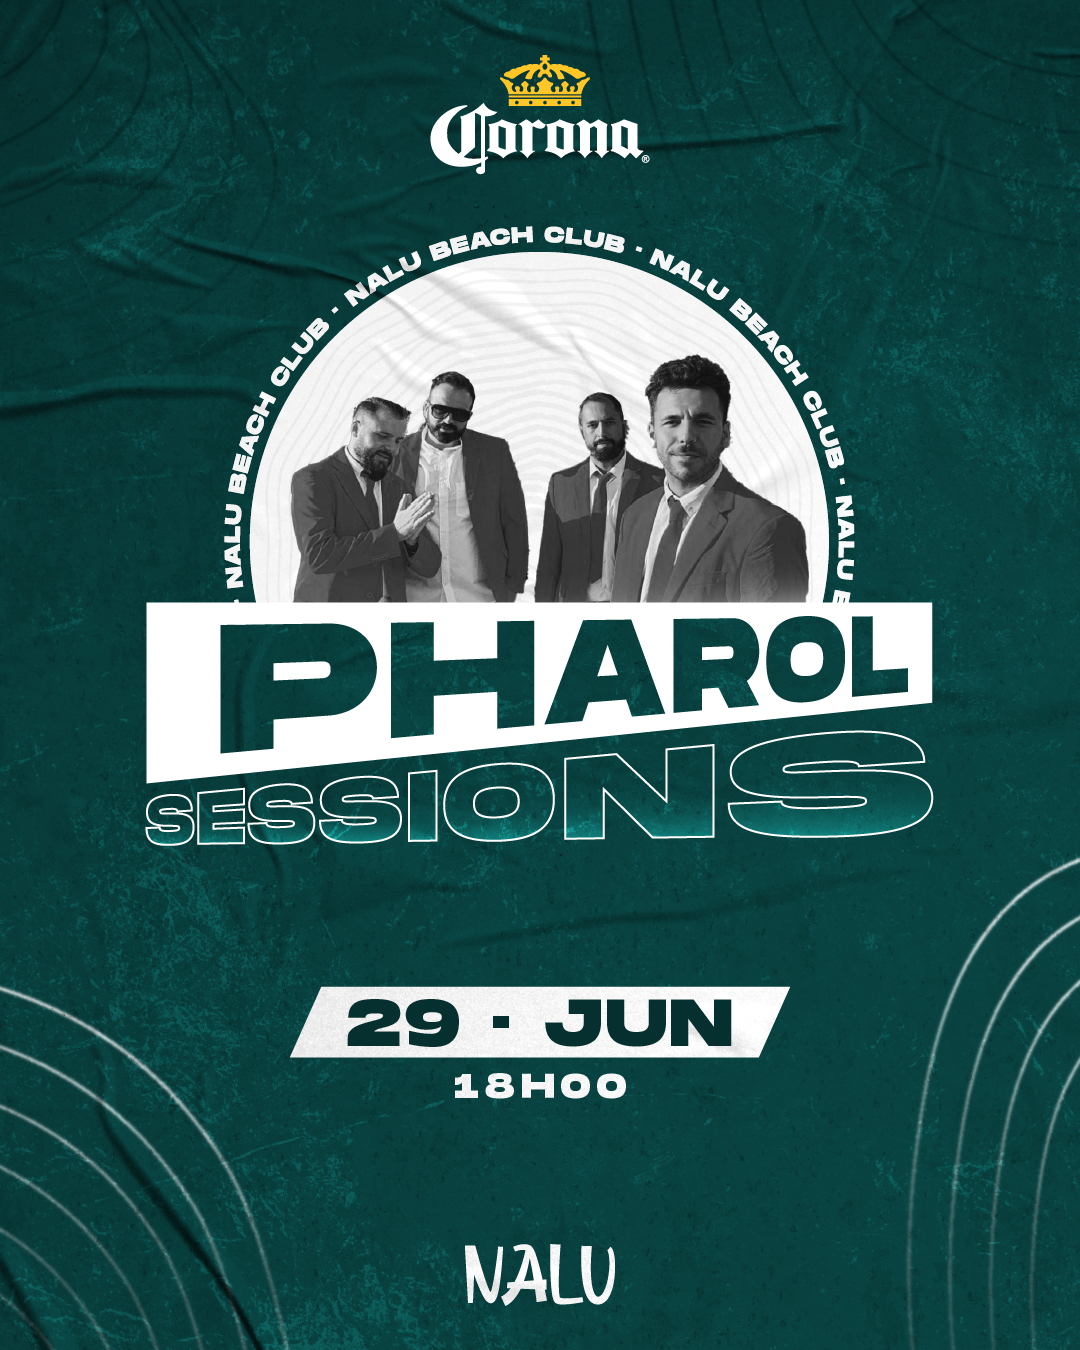 Corona®
· NALU BEACH CLUB · NALU BEACH CLUB · NALU BEACH CLUB · NALU B
PHAROL
SESSIONS
29 - JUN
18H00
NALU